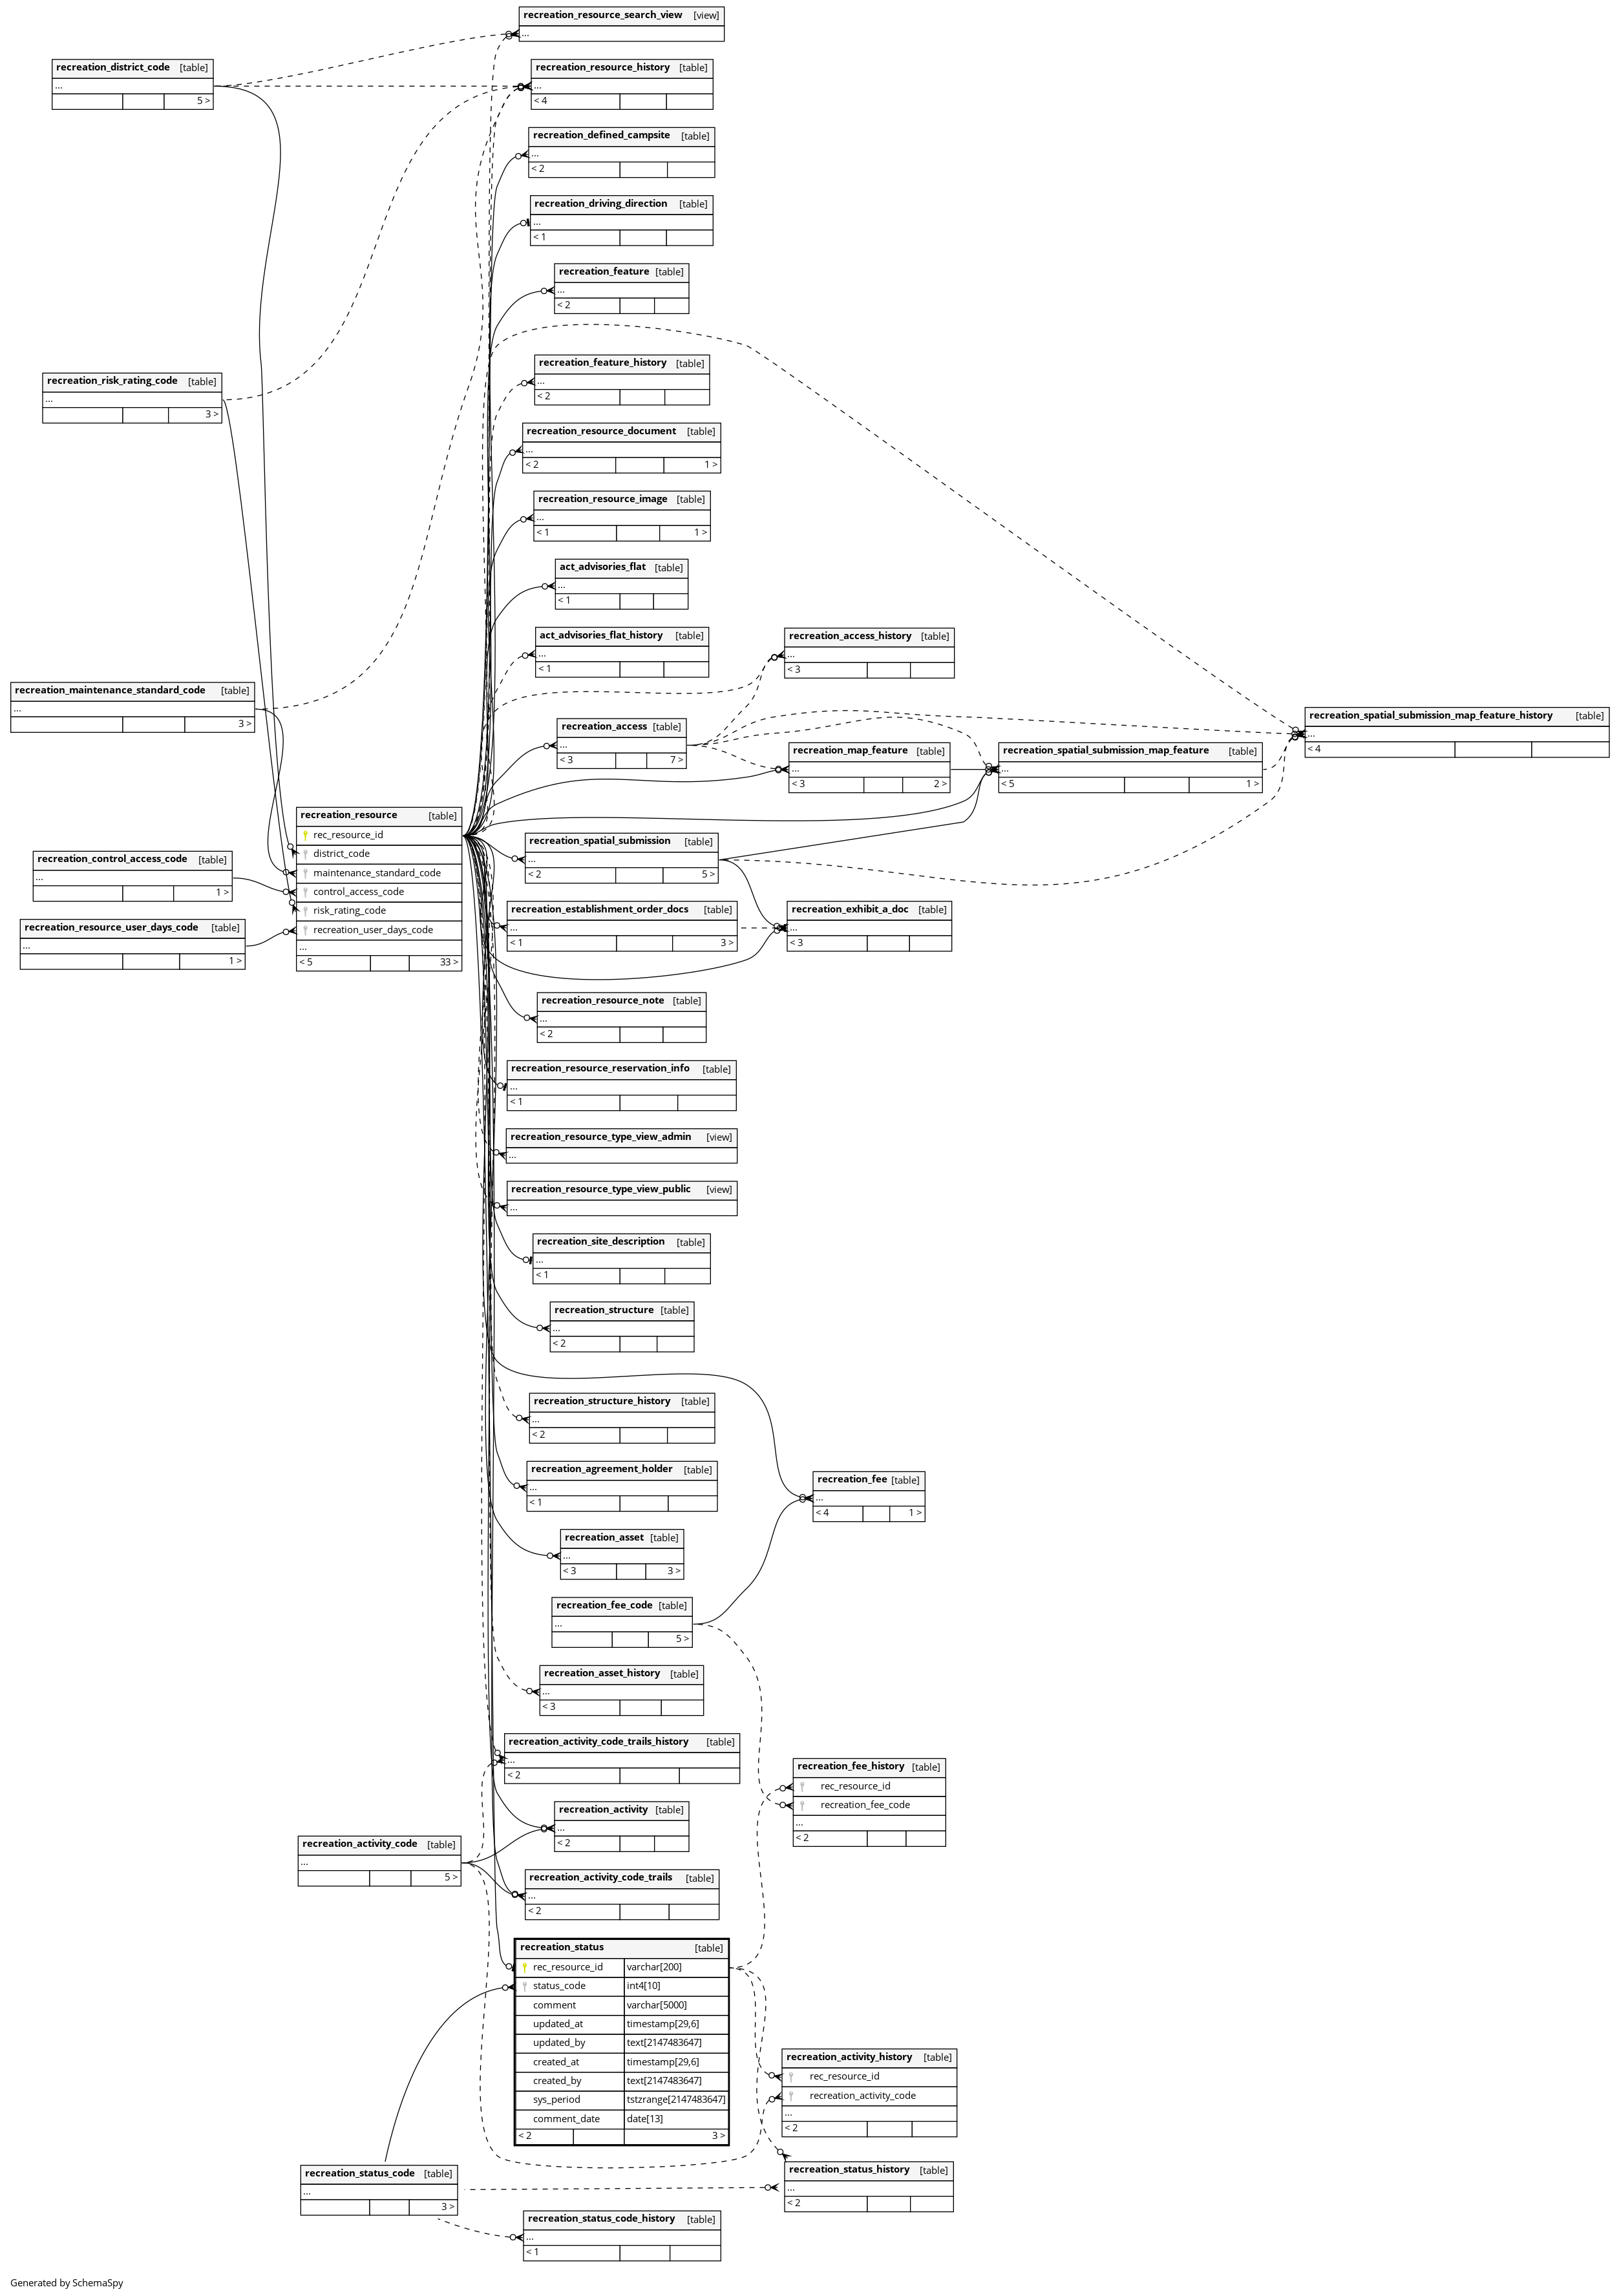 recreation_resource_search_view [view]
...
recreation_district_code [table]
...
5 >
recreation_resource_history [table]
...
< 4
recreation_defined_campsite [table]
...
< 2
recreation_driving_direction [table]
...
< 1
recreation_feature [table]
...
< 2
recreation_feature_history [table]
...
< 2
recreation_risk_rating_code [table]
...
3 >
recreation_resource_document [table]
...
< 2 1 >
recreation_resource_image [table]
...
< 1 1 >
act_advisories_flat [table]
...
< 1
act_advisories_flat_history [table]
...
< 1
recreation_access_history [table]
...
< 3
recreation_maintenance_standard_code [table]
...
3 >
recreation_access [table]
...
< 3 7 >
recreation_map_feature [table]
...
< 3 2 >
recreation_spatial_submission_map_feature [table]
...
< 5 1 >
recreation_spatial_submission_map_feature_history [table]
...
< 4
recreation_resource [table]
rec_resource_id
district_code
maintenance_standard_code
control_access_code
risk_rating_code
recreation_user_days_code
...
< 5 33 >
recreation_control_access_code [table]
...
1 >
recreation_resource_user_days_code [table]
...
1 >
recreation_spatial_submission [table]
...
< 2 5 >
recreation_establishment_order_docs [table]
...
< 1 3 >
recreation_exhibit_a_doc [table]
...
< 3
recreation_resource_note [table]
...
< 2
recreation_resource_reservation_info [table]
...
< 1
recreation_resource_type_view_admin [view]
...
recreation_resource_type_view_public [view]
...
recreation_site_description [table]
...
< 1
recreation_structure [table]
...
< 2
recreation_structure_history [table]
...
< 2
recreation_agreement_holder [table]
...
< 1
recreation_fee [table]
...
< 4 1 >
recreation_asset [table]
...
< 3 3 >
recreation_fee_code [table]
...
5 >
recreation_asset_history [table]
...
< 3
recreation_activity_code_trails_history [table]
...
< 2
recreation_fee_history [table]
rec_resource_id
recreation_fee_code
...
< 2
recreation_activity [table]
...
< 2
recreation_activity_code [table]
...
5 >
recreation_activity_code_trails [table]
...
< 2
recreation_status [table]
rec_resource_id varchar[200]
status_code int4[10]
comment varchar[5000]
updated_at timestamp[29,6]
updated_by text[2147483647]
created_at timestamp[29,6]
created_by text[2147483647]
sys_period tstzrange[2147483647]
comment_date date[13]
< 2 3 >
recreation_activity_history [table]
rec_resource_id
recreation_activity_code
...
< 2
recreation_status_code [table]
...
3 >
recreation_status_history [table]
...
< 2
recreation_status_code_history [table]
...
< 1
Generated by SchemaSpy